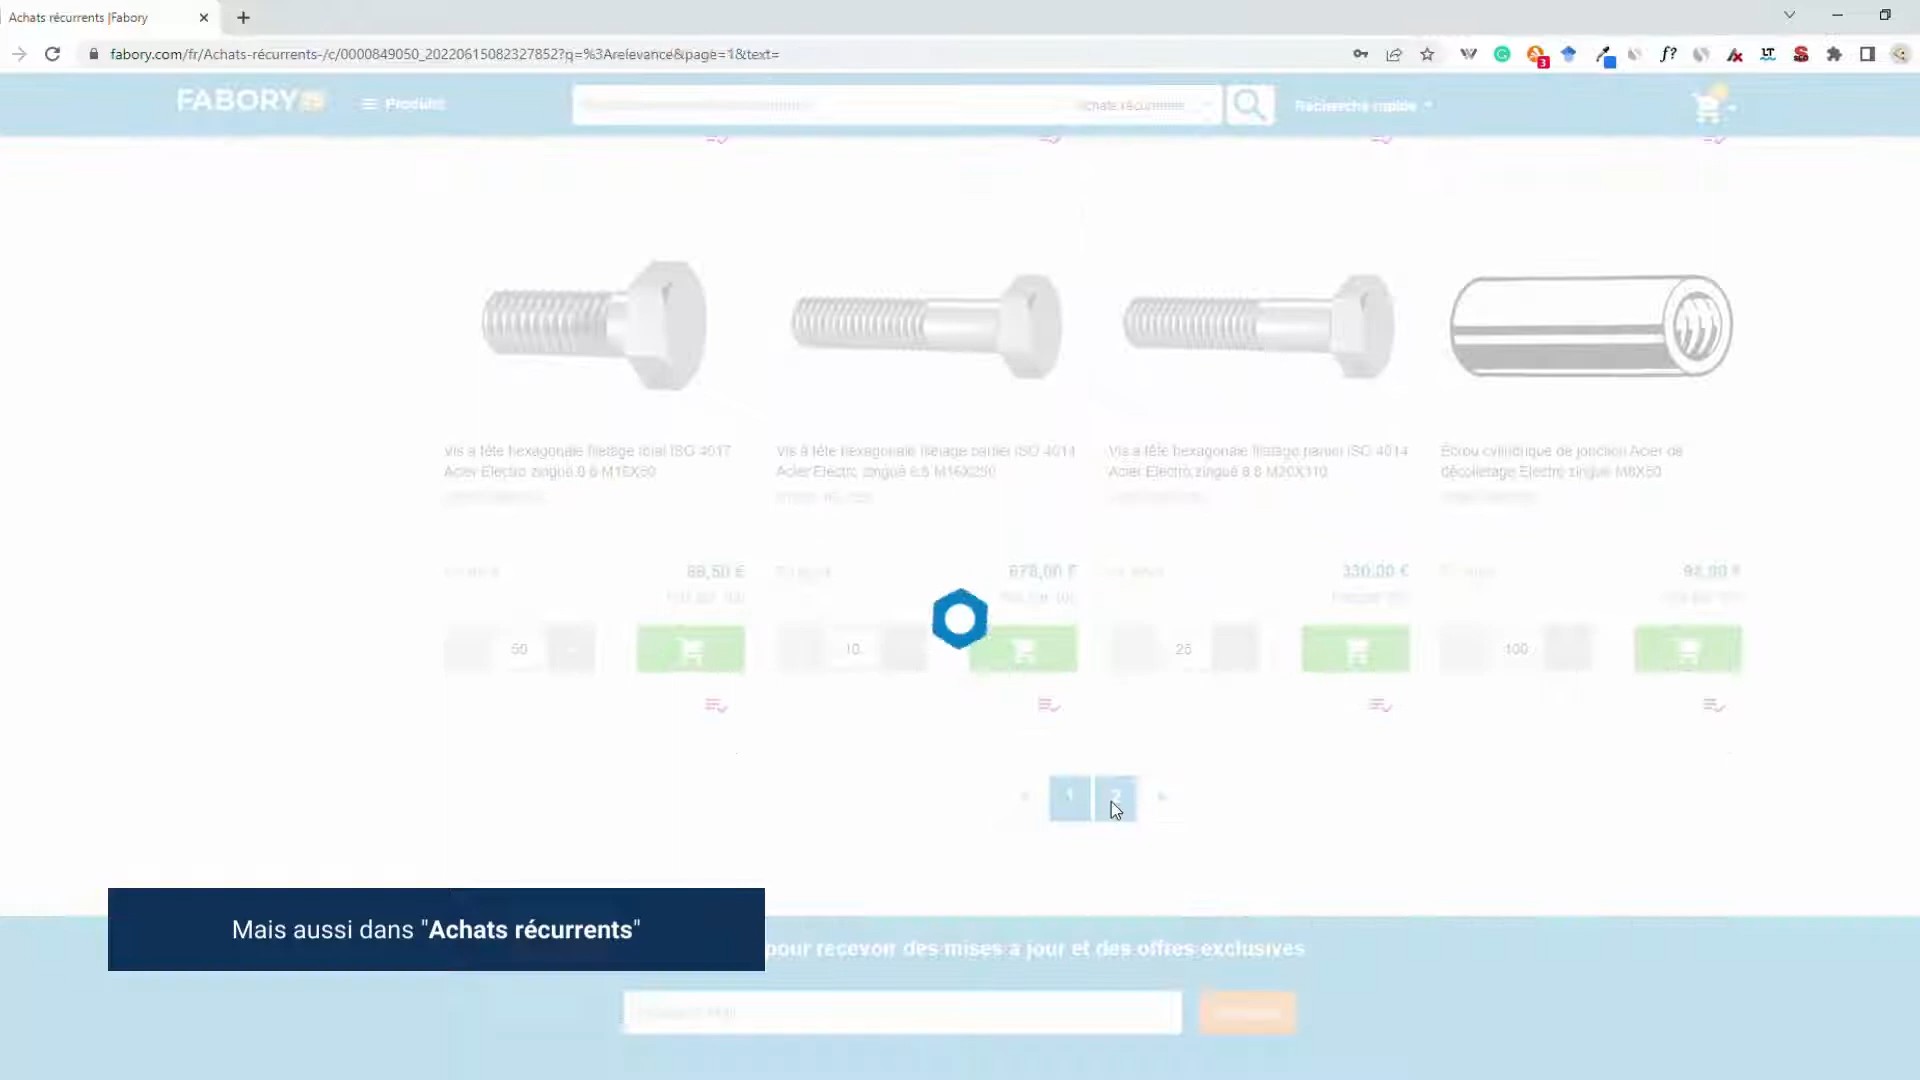 Achats récurrents |Fabory
fabory.com/fr/Achats-récurrents-/c/0000849050_20220615082327852?q=%3Arelevance&page=1&text=
3
f?
LT
FABORY
Produits
Achats récurrents
Recherche rapide
Vis à tête hexagonale filetage total ISO 4017
Acier Electro zingué 8.8 M16X50
Vis à tête hexagonale filetage partiel ISO 4014
Acier Electro zingué 8.8 M16X250
Vis à tête hexagonale filetage partiel ISO 4014
Acier Electro zingué 8.8 M20X110
Écrou cylindrique de jonction Acier de
décolletage Electro zingué M8X50
678,00 €
330,00 €
50
10
25
100
1
2
Mais aussi dans "Achats récurrents"
pour recevoir des mises à jour et des offres exclusives